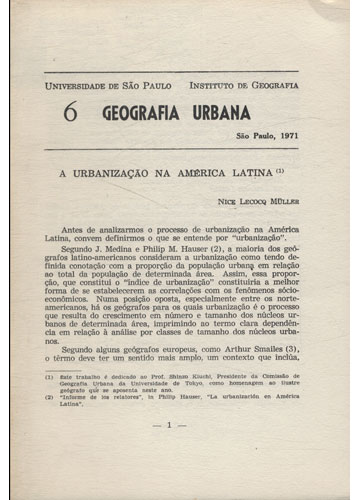 UNIVERSIDADE DE SÃO PAULO INSTITUTO DE GEOGRAFIA
6 GEOGRAFIA URBANA
São Paulo, 1971
A URBANIZAÇÃO NA AMÉRICA LATINA (1)
NICE LECOCQ MÜLLER
Antes de analizarmos o processo de urbanização na América
Latina, convem definirmos o que se entende por "urbanização".
Segundo J. Medina e Philip M. Hauser (2), a maioria dos geó-
grafos latino-americanos consideram a urbanização como tendo de-
finida conotação com a proporção da população urbana em relação
ao total da população de determinada área. Assim, essa propor-
ção, que constitui o "índice de urbanização" constituiria a melhor
forma de se estabelecerem as correlações com os fenômenos sócio-
econômicos. Numa posição oposta, especialmente entre os norte-
americanos, há os geógrafos para os quais urbanização é o processo
que resulta do crescimento em número e tamanho dos núcleos ur-
banos de determinada área, imprimindo ao termo clara dependên-
cia em relação à análise por classes de tamanho dos núcleos urba-
nos.
Segundo alguns geógrafos europeus, como Arthur Smailes (3),
o têrmo deve ter um sentido mais amplo, um contexto que inclúa,
(1) Este trabalho é dedicado ao Prof. Shinzo Kiuchi, Presidente da Comissão de
Geografia Urbana da Universidade de Tokyo, como homenagem ao ilustre
geógrafo que se aposenta neste ano.
(2) "Informe de los relatores", in Philip Hauser, "La urbanización en América
Latina".
— 1 —